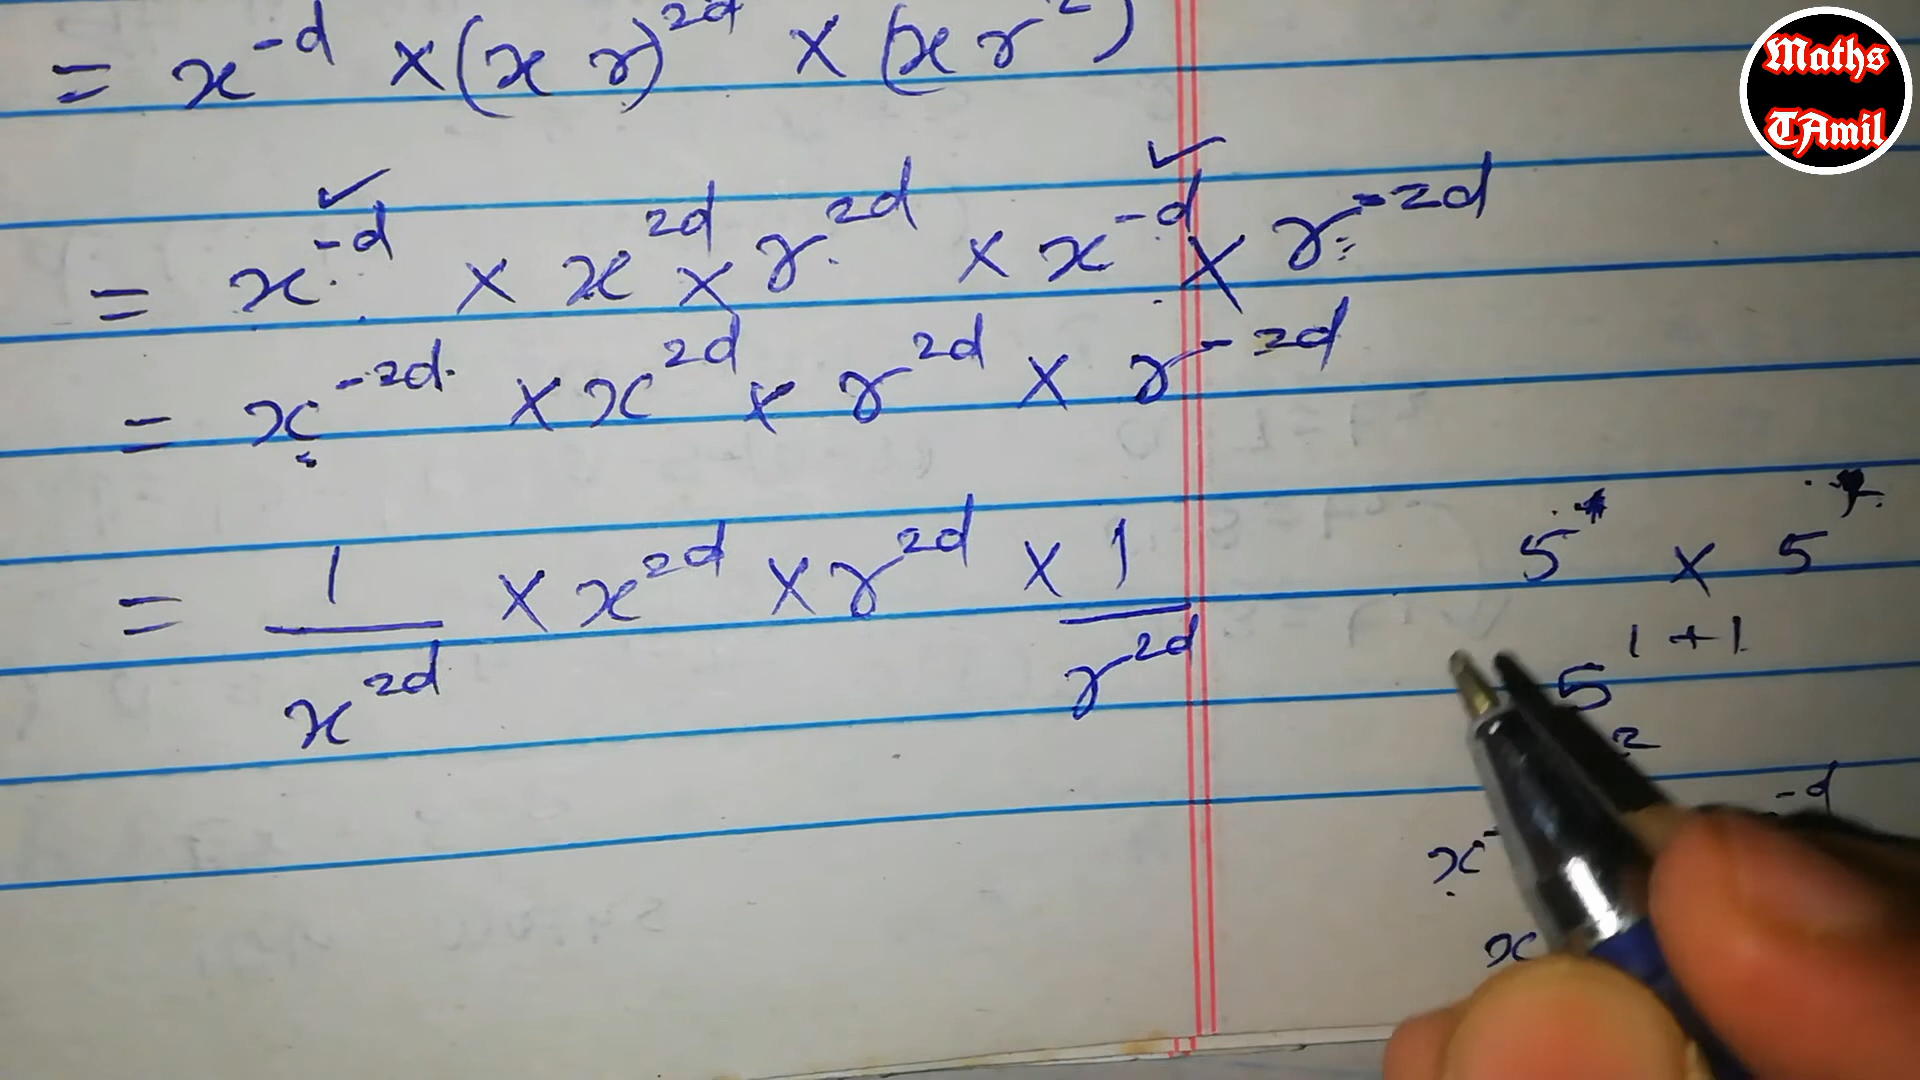 = x^{-d} × (x r)^{2d} × (x r^{2})
= x^{-d} × x^{2d} × r^{2d} × x^{-d} × r^{-2d}
= x^{-2d} × x^{2d} × r^{2d} × r^{-2d}
= 1/x^{2d} × x^{2d} × r^{2d} × 1/r^{2d}
5 × 5
5^{1+1}
2
-d
x^{-}
x
Maths
TAmil